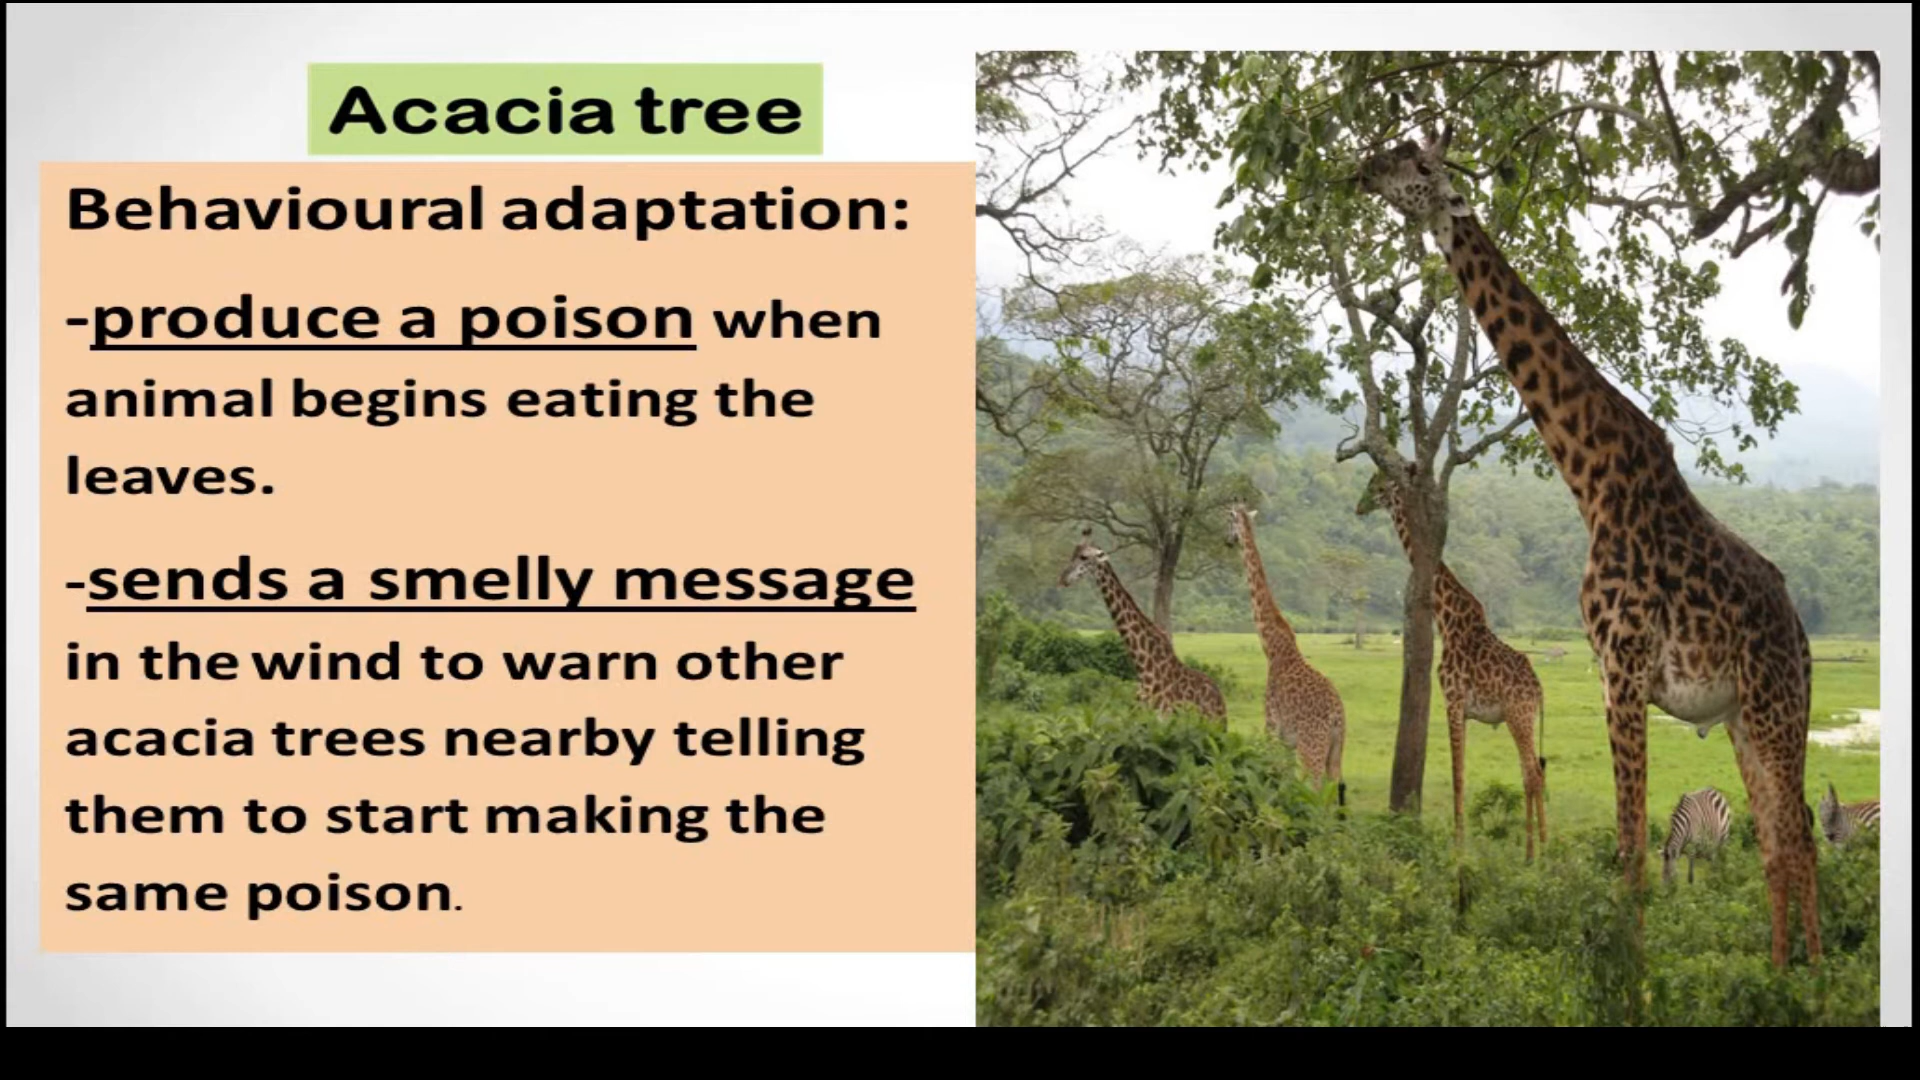 Acacia tree
Behavioural adaptation:
-produce a poison when
animal begins eating the
leaves.
-sends a smelly message
in the wind to warn other
acacia trees nearby telling
them to start making the
same poison.